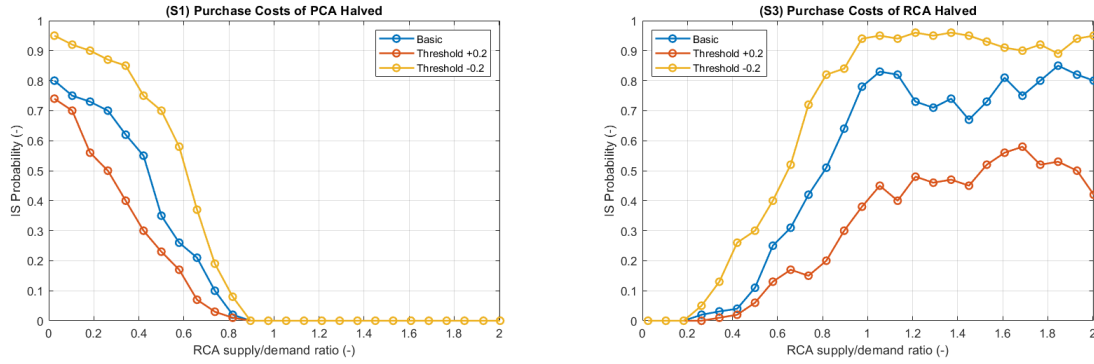 (S1) Purchase Costs of PCA Halved
1
0.9
0.8
0.7
0.6
0.5
0.4
0.3
0.2
0.1
0
IS Probability (-)
Basic
Threshold +0.2
Threshold -0.2
0 0.2 0.4 0.6 0.8 1 1.2 1.4 1.6 1.8 2
RCA supply/demand ratio (-)
(S3) Purchase Costs of RCA Halved
1
0.9
0.8
0.7
0.6
0.5
0.4
0.3
0.2
0.1
0
IS Probability (-)
Basic
Threshold +0.2
Threshold -0.2
0 0.2 0.4 0.6 0.8 1 1.2 1.4 1.6 1.8 2
RCA supply/demand ratio (-)